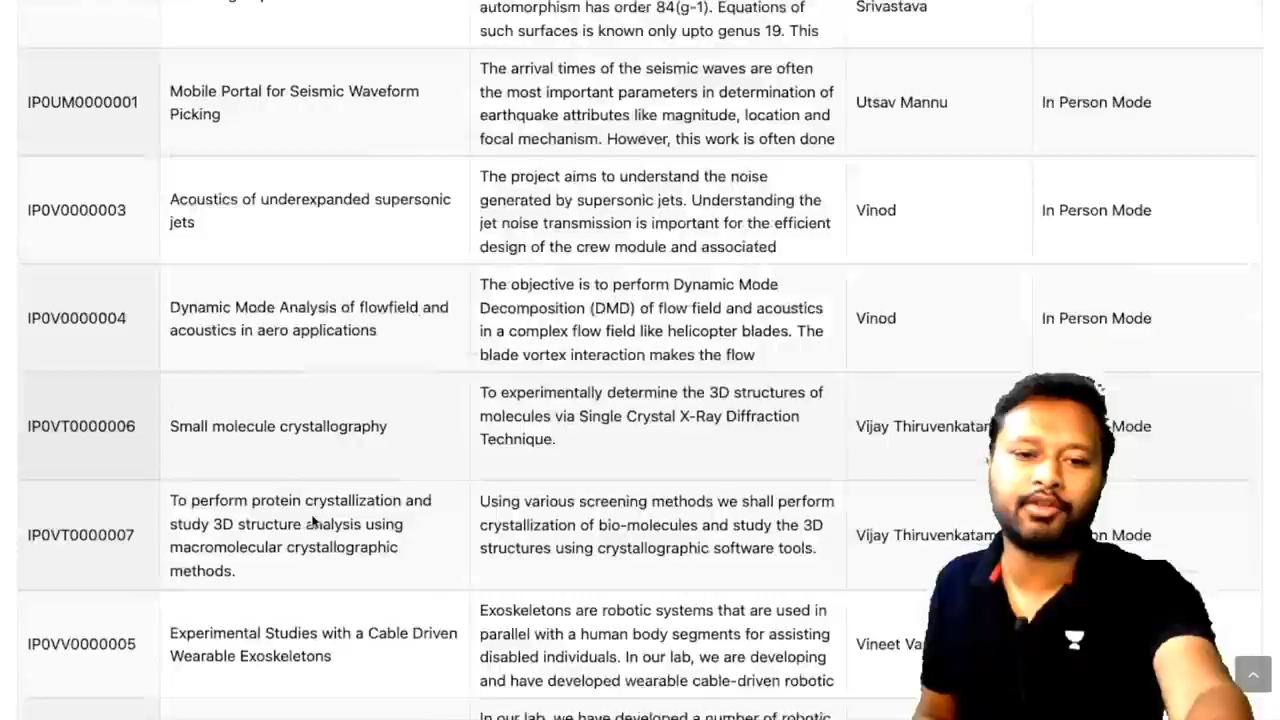 automorphism has order 84(g-1). Equations of
such surfaces is known only upto genus 19. This
Srivastava
IP0UM0000001
Mobile Portal for Seismic Waveform
Picking
The arrival times of the seismic waves are often
the most important parameters in determination of
earthquake attributes like magnitude, location and
focal mechanism. However, this work is often done
Utsav Mannu
In Person Mode
IP0V0000003
Acoustics of underexpanded supersonic
jets
The project aims to understand the noise
generated by supersonic jets. Understanding the
jet noise transmission is important for the efficient
design of the crew module and associated
Vinod
In Person Mode
IP0V0000004
Dynamic Mode Analysis of flowfield and
acoustics in aero applications
The objective is to perform Dynamic Mode
Decomposition (DMD) of flow field and acoustics
in a complex flow field like helicopter blades. The
blade vortex interaction makes the flow
Vinod
In Person Mode
IP0VT0000006
Small molecule crystallography
To experimentally determine the 3D structures of
molecules via Single Crystal X-Ray Diffraction
Technique.
Vijay Thiruvenkatam
Mode
IP0VT0000007
To perform protein crystallization and
study 3D structure analysis using
macromolecular crystallographic
methods.
Using various screening methods we shall perform
crystallization of bio-molecules and study the 3D
structures using crystallographic software tools.
Vijay Thiruvenkatam
on Mode
IP0VV0000005
Experimental Studies with a Cable Driven
Wearable Exoskeletons
Exoskeletons are robotic systems that are used in
parallel with a human body segments for assisting
disabled individuals. In our lab, we are developing
and have developed wearable cable-driven robotic
Vineet Va
In our lab, we have developed a number of robotic